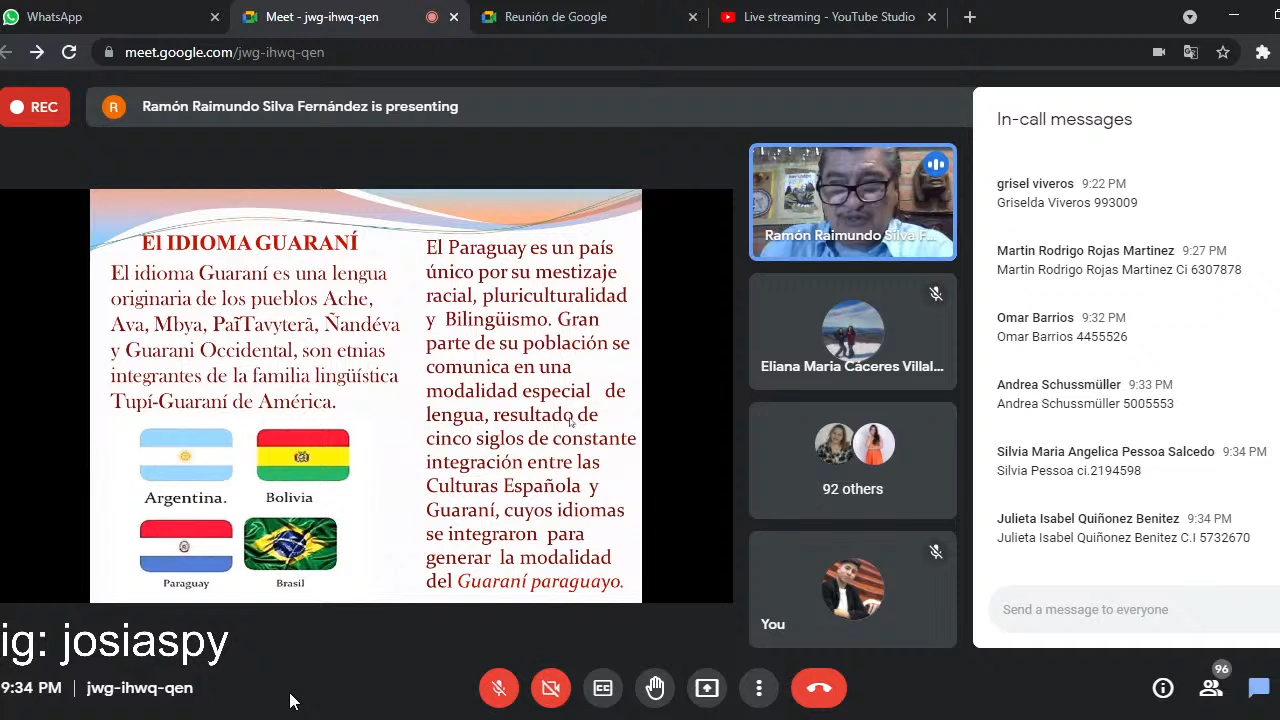 WhatsApp
Meet - jwg-ihwq-qen
Reunión de Google
Live streaming - YouTube Studio
meet.google.com/jwg-ihwq-qen
REC
R
Ramón Raimundo Silva Fernández is presenting
El IDIOMA GUARANÍ
El idioma Guaraní es una lengua
originaria de los pueblos Ache,
Ava, Mbya, PaĩTavyterã, Ñandéva
y Guarani Occidental, son etnias
integrantes de la familia lingüística
Tupí-Guaraní de América.
Argentina.
Bolivia
Paraguay
Brasil
El Paraguay es un país
único por su mestizaje
racial, pluriculturalidad
y Bilingüismo. Gran
parte de su población se
comunica en una
modalidad especial de
lengua, resultado de
cinco siglos de constante
integración entre las
Culturas Española y
Guaraní, cuyos idiomas
se integraron para
generar la modalidad
del Guaraní paraguayo.
Ramón Raimundo Silva F...
Eliana Maria Cáceres Villal...
92 others
You
In-call messages
grisel viveros 9:22 PM
Griselda Viveros 993009
Martin Rodrigo Rojas Martinez 9:27 PM
Martin Rodrigo Rojas Martinez Ci 6307878
Omar Barrios 9:32 PM
Omar Barrios 4455526
Andrea Schussmüller 9:33 PM
Andrea Schussmüller 5005553
Silvia Maria Angelica Pessoa Salcedo 9:34 PM
Silvia Pessoa ci.2194598
Julieta Isabel Quiñonez Benitez 9:34 PM
Julieta Isabel Quiñonez Benitez C.I 5732670
Send a message to everyone
ig: josiaspy
9:34 PM | jwg-ihwq-qen
CC
96